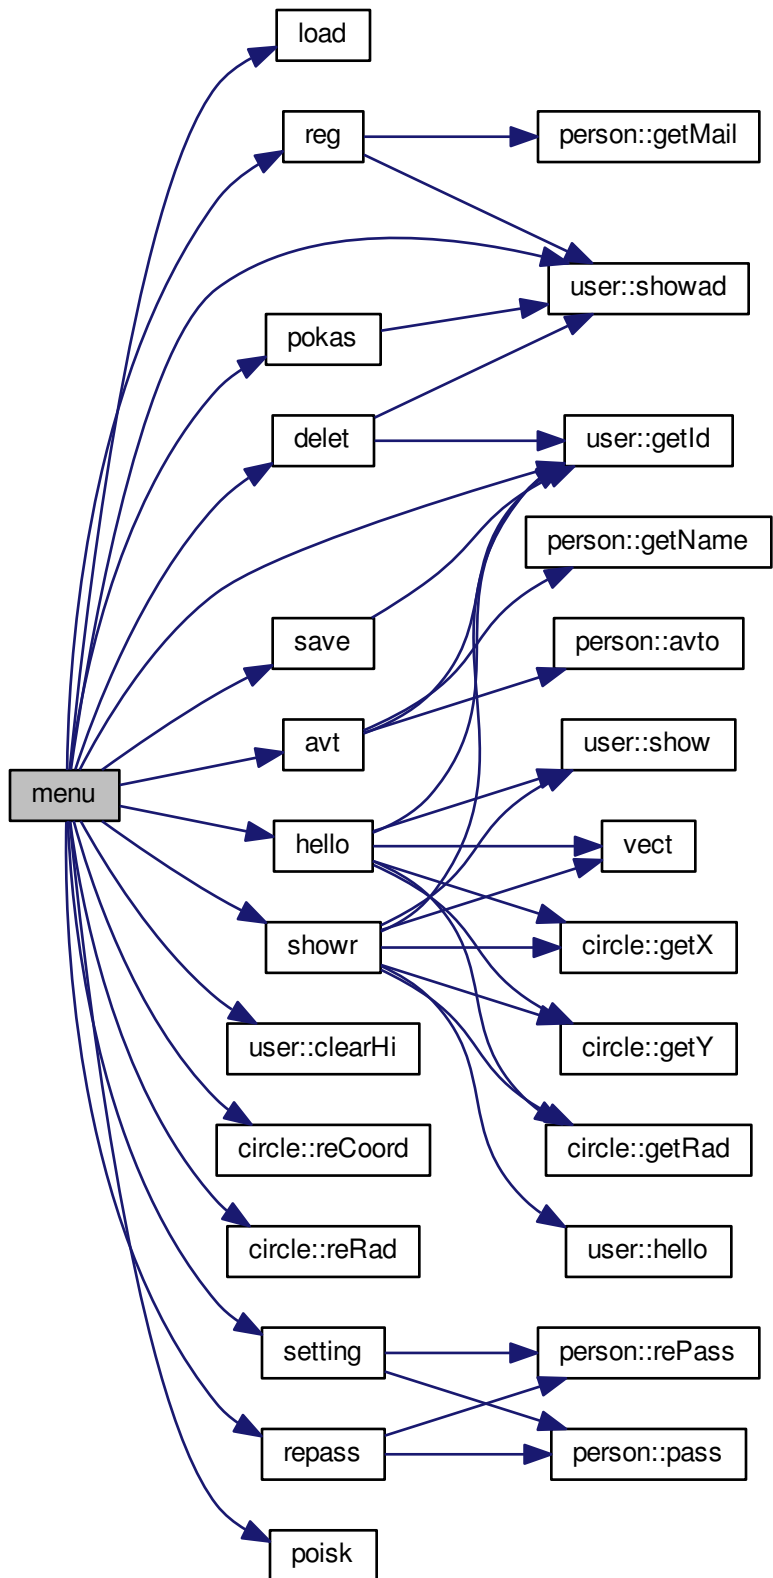 load
reg
person::getMail
user::showad
pokas
delet
user::getId
person::getName
save
person::avto
avt
user::show
menu
hello
vect
showr
circle::getX
user::clearHi
circle::getY
circle::reCoord
circle::getRad
circle::reRad
user::hello
setting
person::rePass
repass
person::pass
poisk